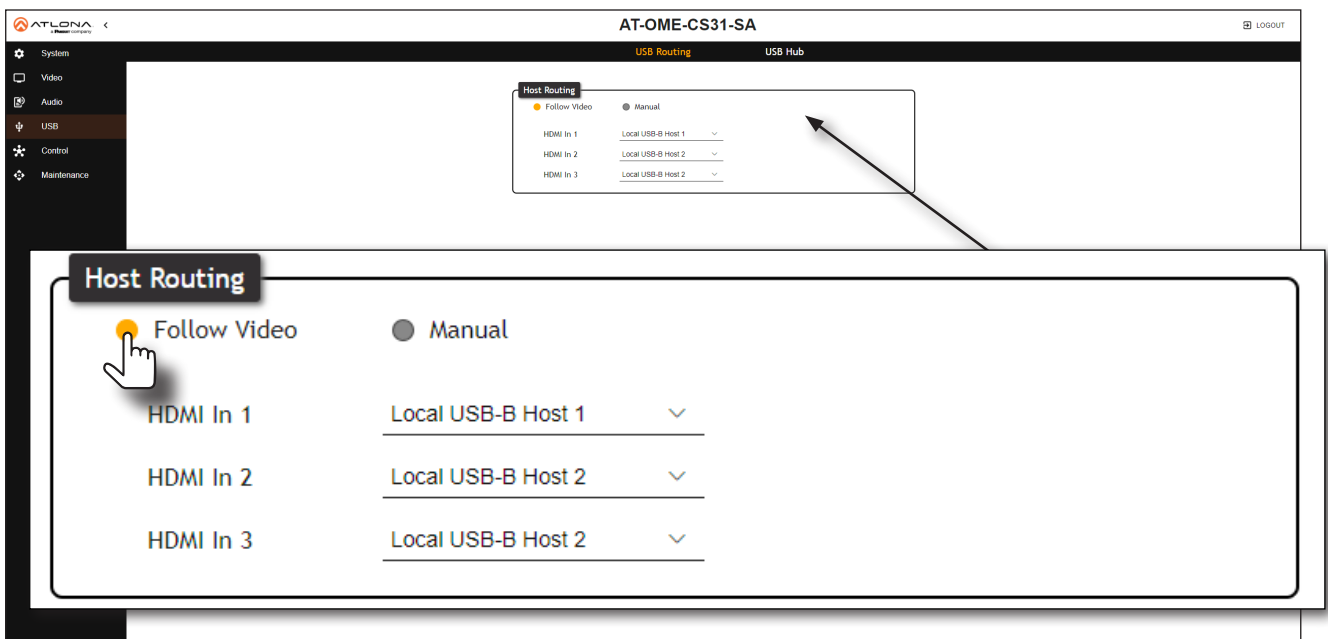 ATLONA
a Panduit company
AT-OME-CS31-SA
LOGOUT
System
USB Routing
USB Hub
Video
Audio
USB
Control
Maintenance
Host Routing
Follow Video
Manual
HDMI In 1
Local USB-B Host 1
HDMI In 2
Local USB-B Host 2
HDMI In 3
Local USB-B Host 2
Host Routing
Follow Video
Manual
HDMI In 1
Local USB-B Host 1
HDMI In 2
Local USB-B Host 2
HDMI In 3
Local USB-B Host 2